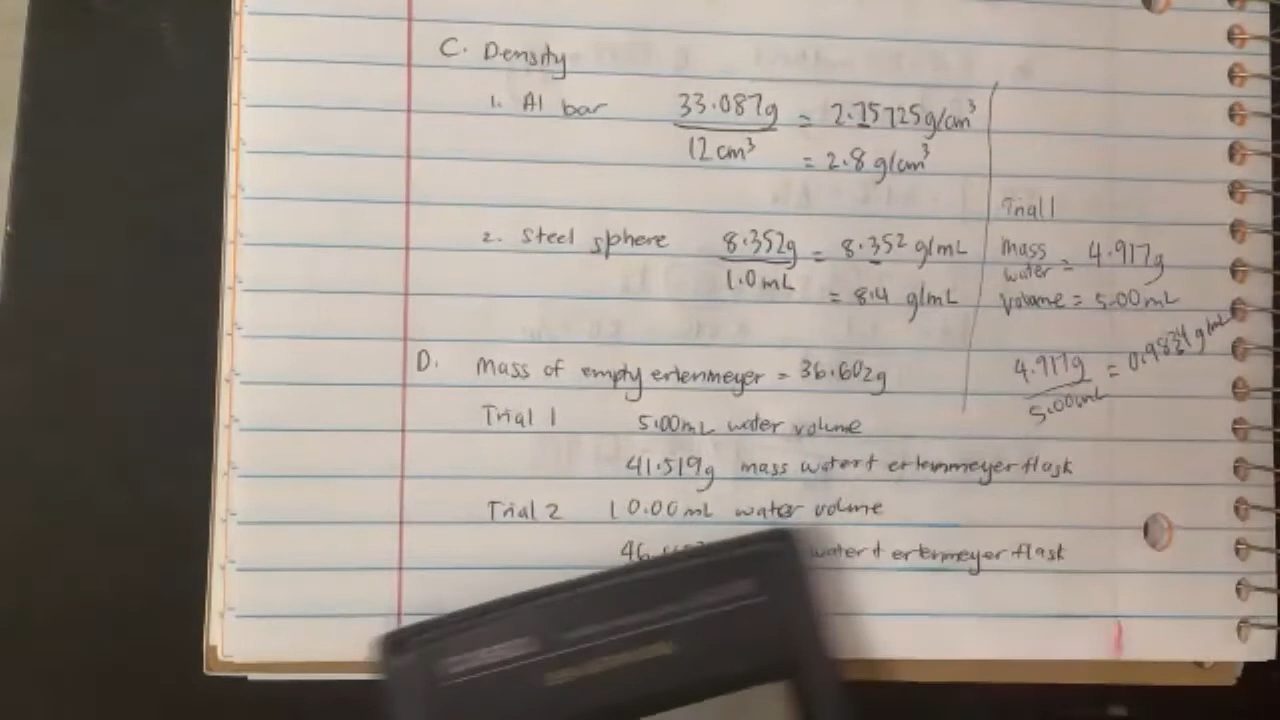 C. Density
1. Al bar 33.087g / 12 cm³ = 2.75725 g/cm³
= 2.8 g/cm³
2. Steel sphere 8.352g / 1.0 mL = 8.352 g/mL
= 8.4 g/mL
Trial 1
mass water = 4.917g
volume = 5.00 mL
4.917g / 5.00mL = 0.9834 g/mL
D. Mass of empty erlenmeyer = 36.602g
Trial 1 5.00mL water volume
41.519g mass water + erlenmeyer flask
Trial 2 10.00 mL water volume
46. water + erlenmeyer flask